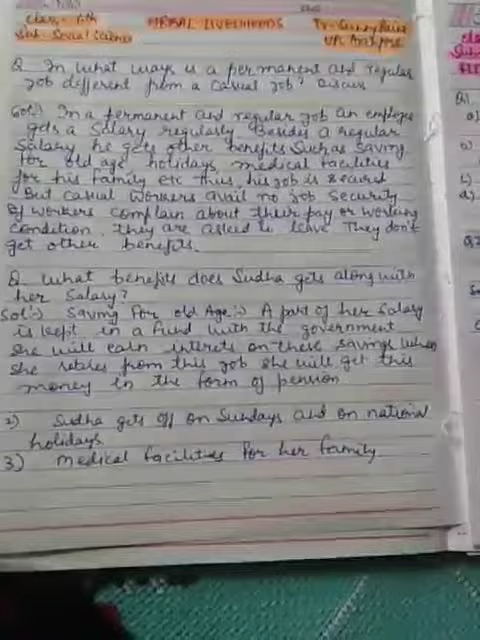 Class:- 6th
URBAL LIVELIHOODS
Sub- Social Science
Q In what ways is a permanent and regular
job different from a casual job? Discuss
Sol:) In a permanent and regular job an employee
gets a salary regularly Besides a regular
salary he gets other benefits such as saving
for old age holidays medical facilities
for his family etc thus, his job is secured
But casual workers avail no job security
If workers complain about their pay or working
condition, they are asked to leave They don't
get other benefits.
Q What benefits does Sudha gets along with
her salary?
Sol:-) Saving for old Age:-) A part of her salary
is kept in a fund with the government
she will earn interets on these savings when
she retires from this job she will get this
money in the form of pension
2) Sudha gets off on Sundays and on national
holidays
3) Medical facilities for her family